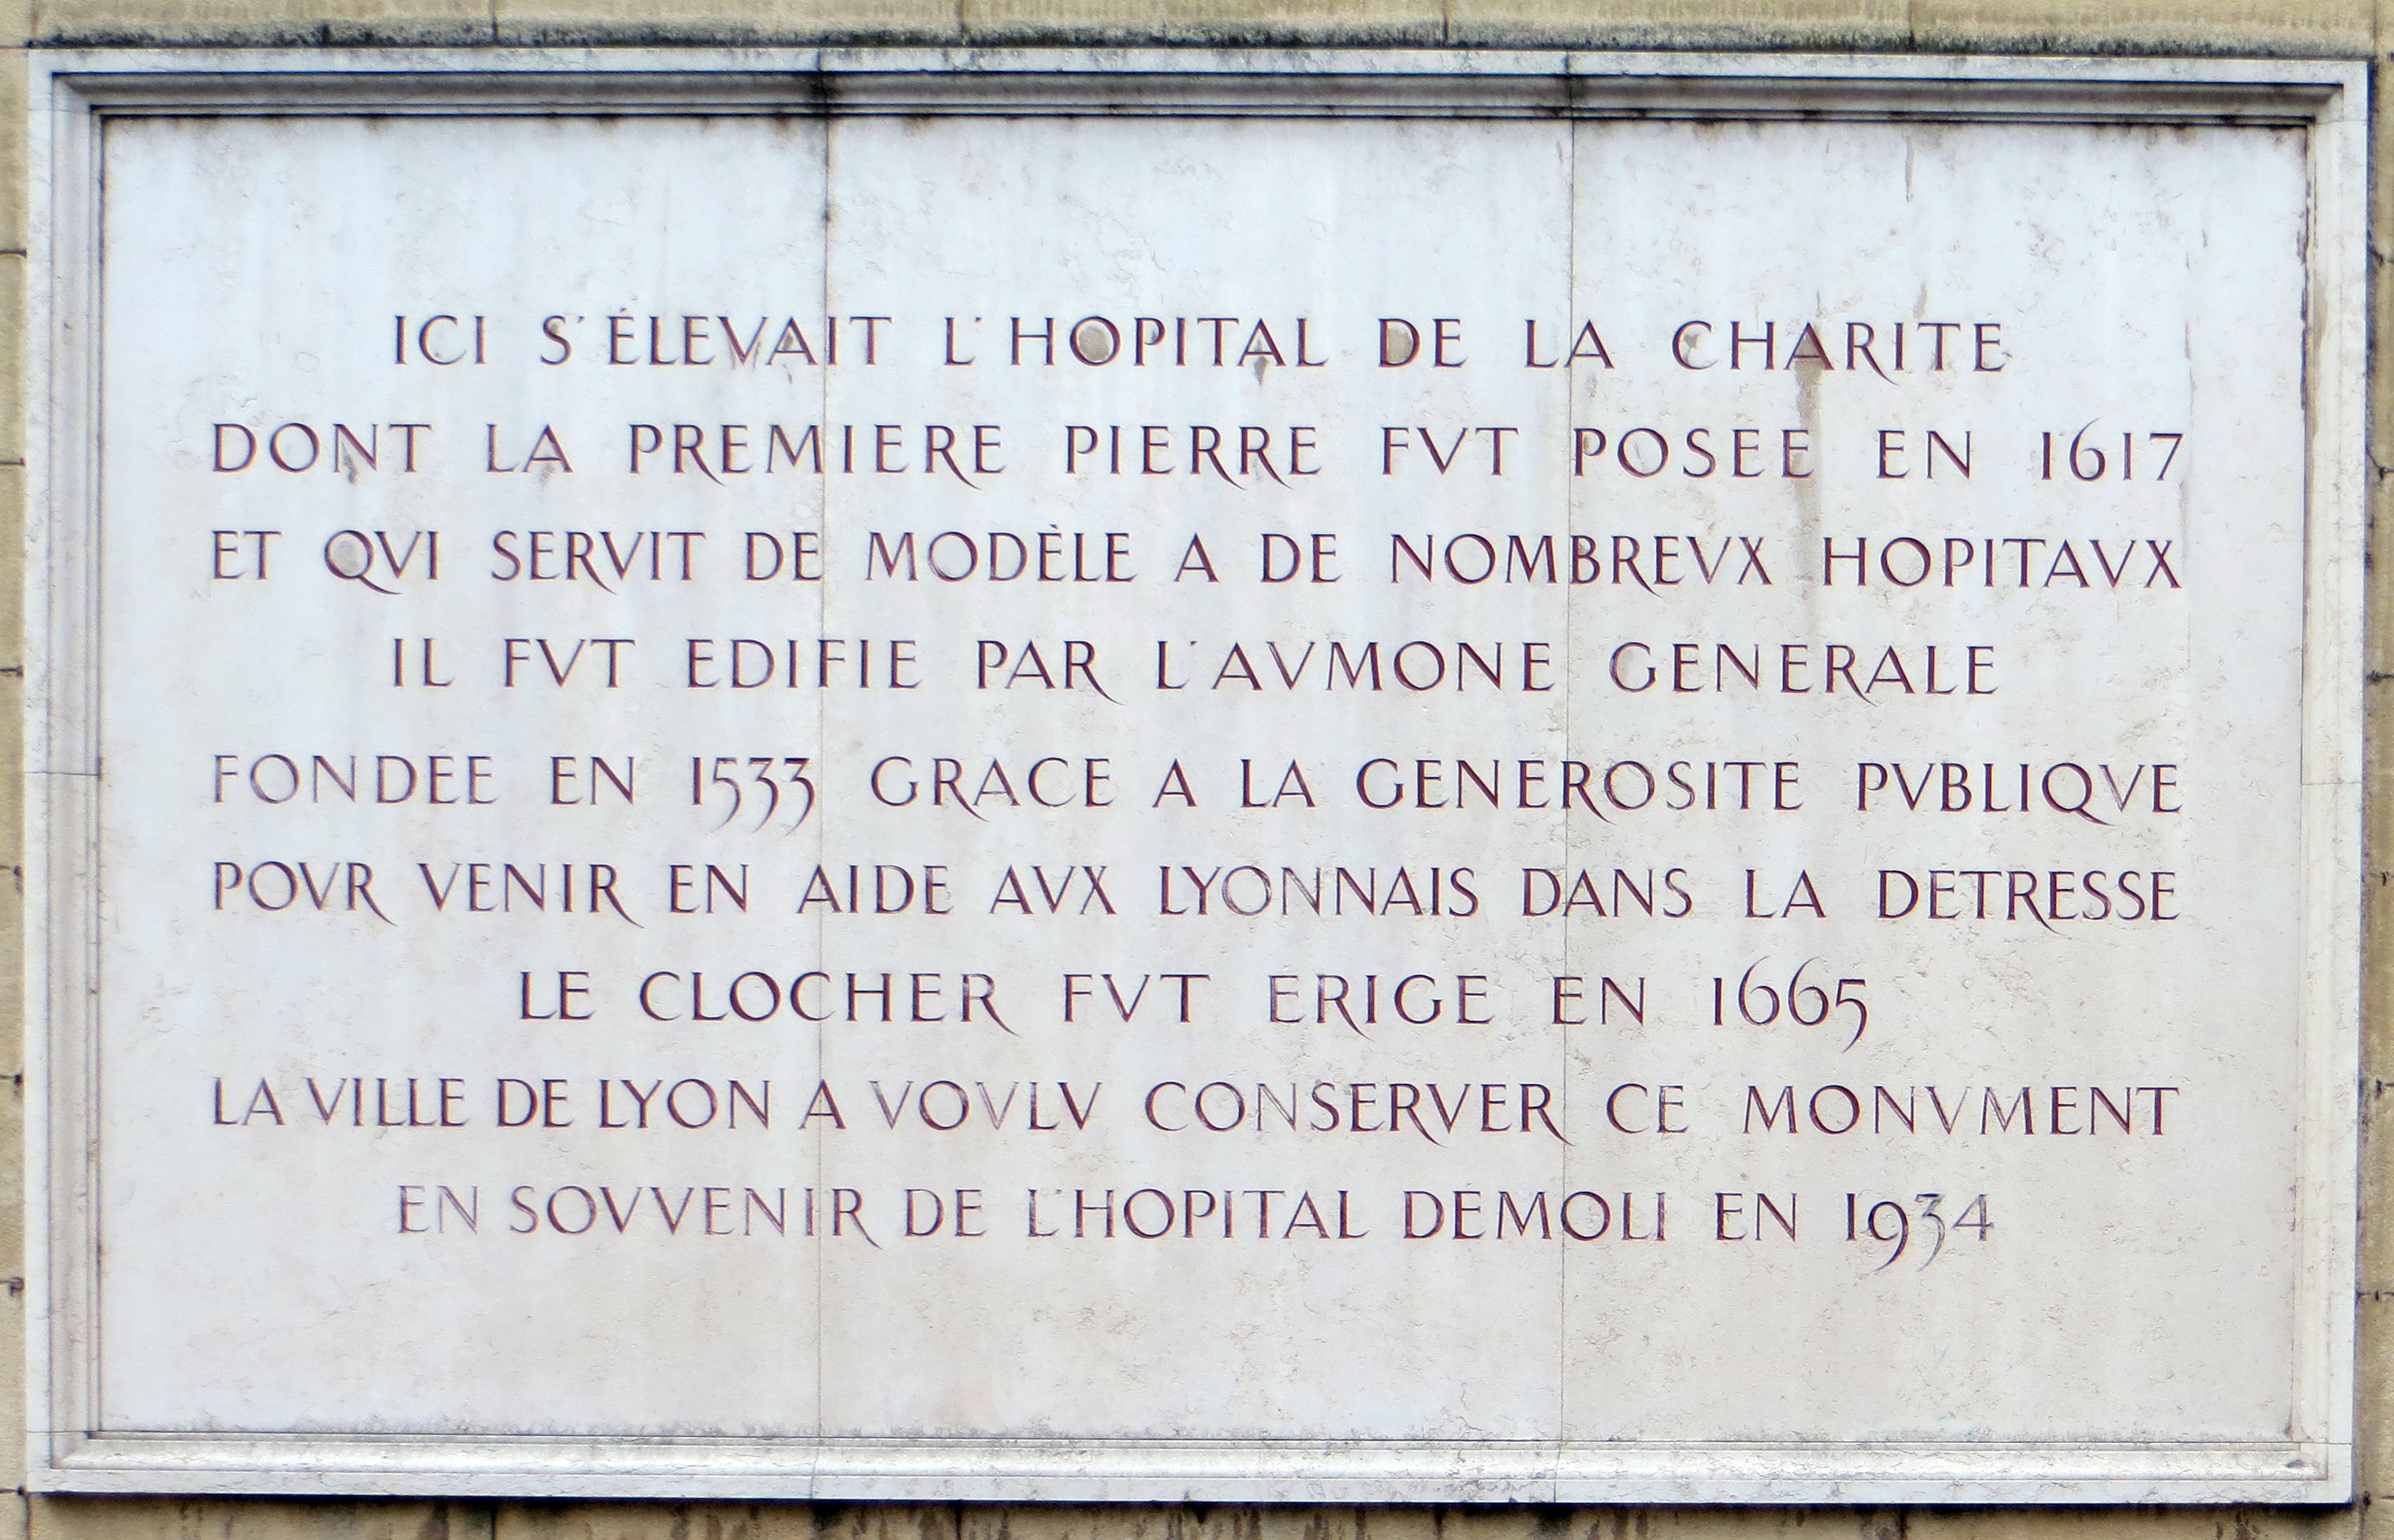 ICI S'ÉLEVAIT L'HOPITAL DE LA CHARITE
DONT LA PREMIERE PIERRE FVT POSEE EN 1617
ET QVI SERVIT DE MODÈLE A DE NOMBREVX HOPITAVX
IL FVT EDIFIE PAR L'AVMONE GENERALE
FONDEE EN 1533 GRACE A LA GENEROSITE PVBLIQVE
POVR VENIR EN AIDE AVX LYONNAIS DANS LA DETRESSE
LE CLOCHER FVT ERIGE EN 1665
LA VILLE DE LYON A VOVLV CONSERVER CE MONVMENT
EN SOVVENIR DE L'HOPITAL DEMOLI EN 1934